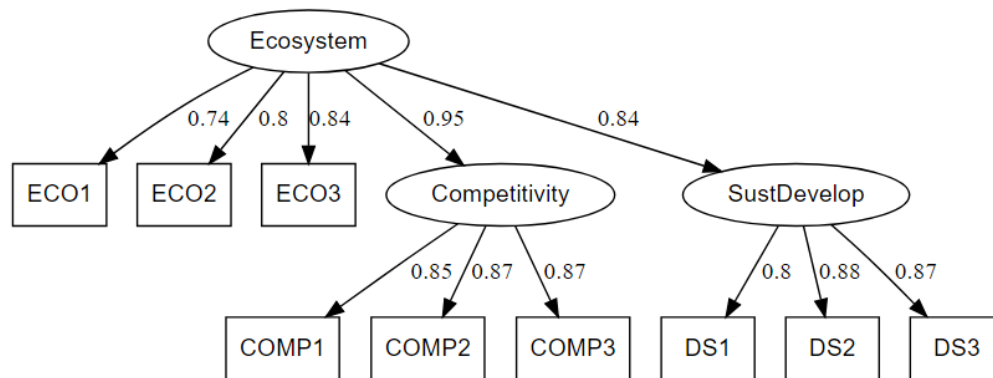 Ecosystem
0.74 0.8 0.84 0.95 0.84
ECO1 ECO2 ECO3 Competitivity SustDevelop
0.85 0.87 0.87 0.8 0.88 0.87
COMP1 COMP2 COMP3 DS1 DS2 DS3